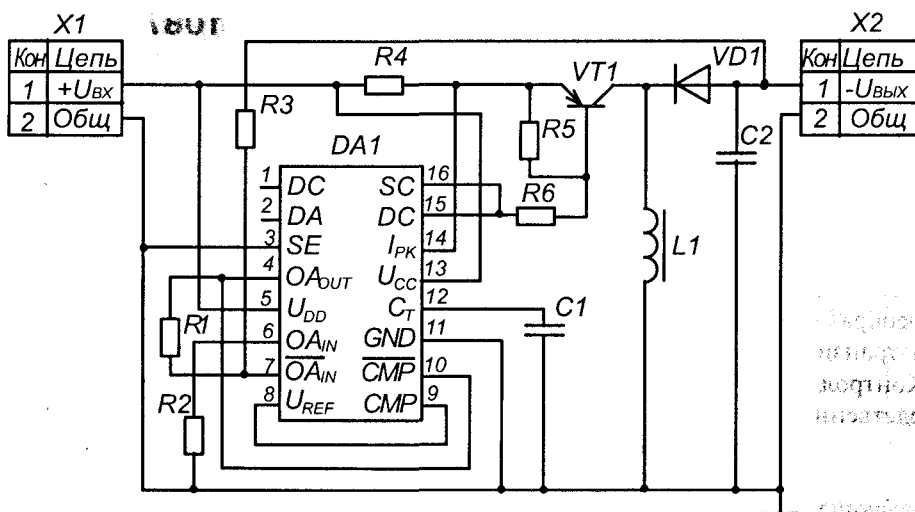 X1
Кон Цепь
1 +UВХ
2 Общ
X2
Кон Цепь
1 -UВЫХ
2 Общ
R4
VT1
VD1
R3
R5
C2
DA1
R6
1 DC
2 DA
3 SE
4 OAOUT
5 UDD
6 OAIN
7 OAIN
8 UREF
SC 16
DC 15
IPK 14
UCC 13
CT 12
GND 11
CMP 10
CMP 9
R1
R2
C1
L1